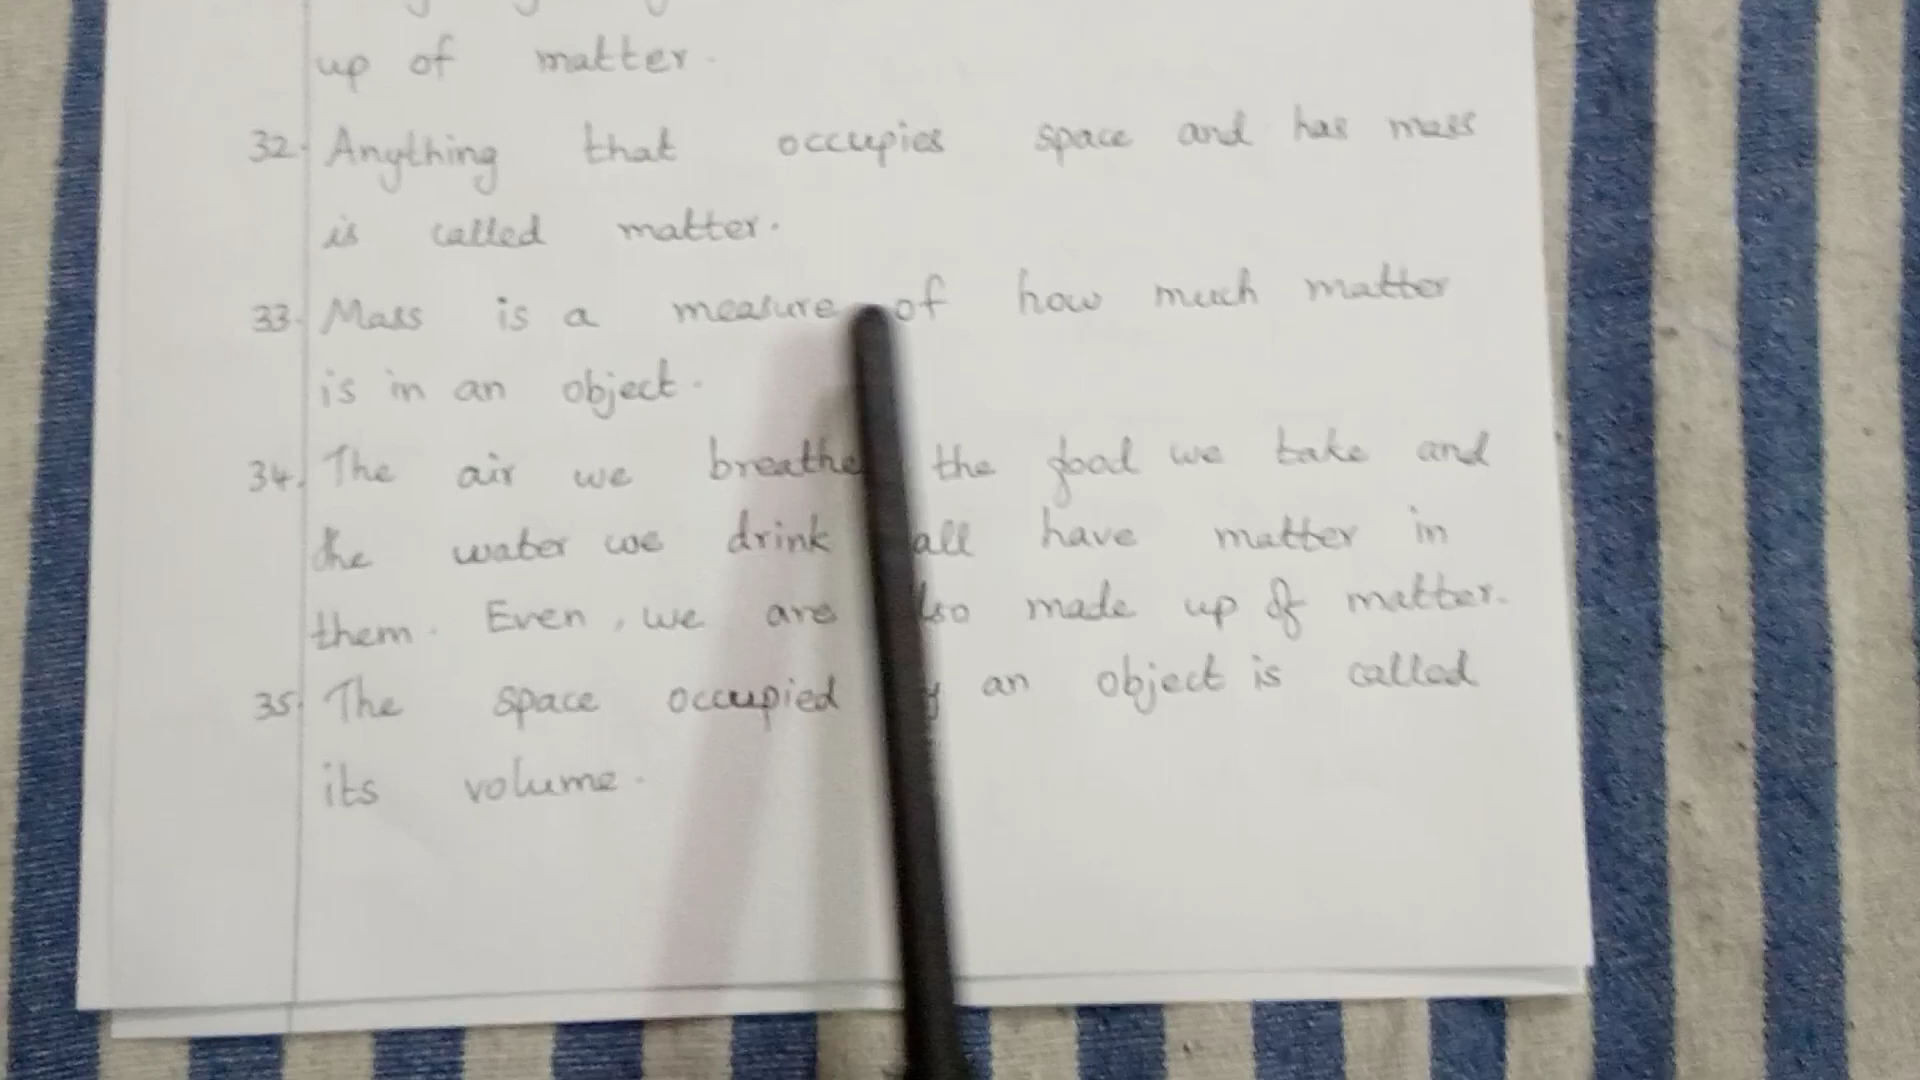 up of matter.
32. Anything that occupies space and has mass
is called matter.
33. Mass is a measure of how much matter
is in an object.
34. The air we breathe the food we take and
the water we drink all have matter in
them. Even, we are also made up of matter.
35. The space occupied an object is called
its volume.